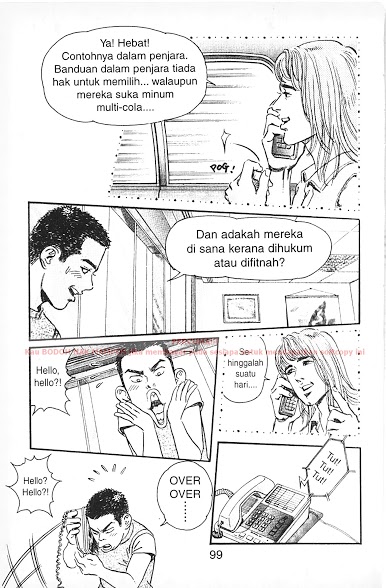 Ya! Hebat!
Contohnya dalam penjara.
Banduan dalam penjara tiada
hak untuk memilih... walaupun
mereka suka minum
multi-cola....
POG!
Dan adakah mereka
di sana kerana dihukum
atau difitnah?
Hello,
hello?!
Se-
hinggalah
suatu
hari....
Hello?
Hello?!
OVER
OVER
Tut!
Tut!
Tut!
99